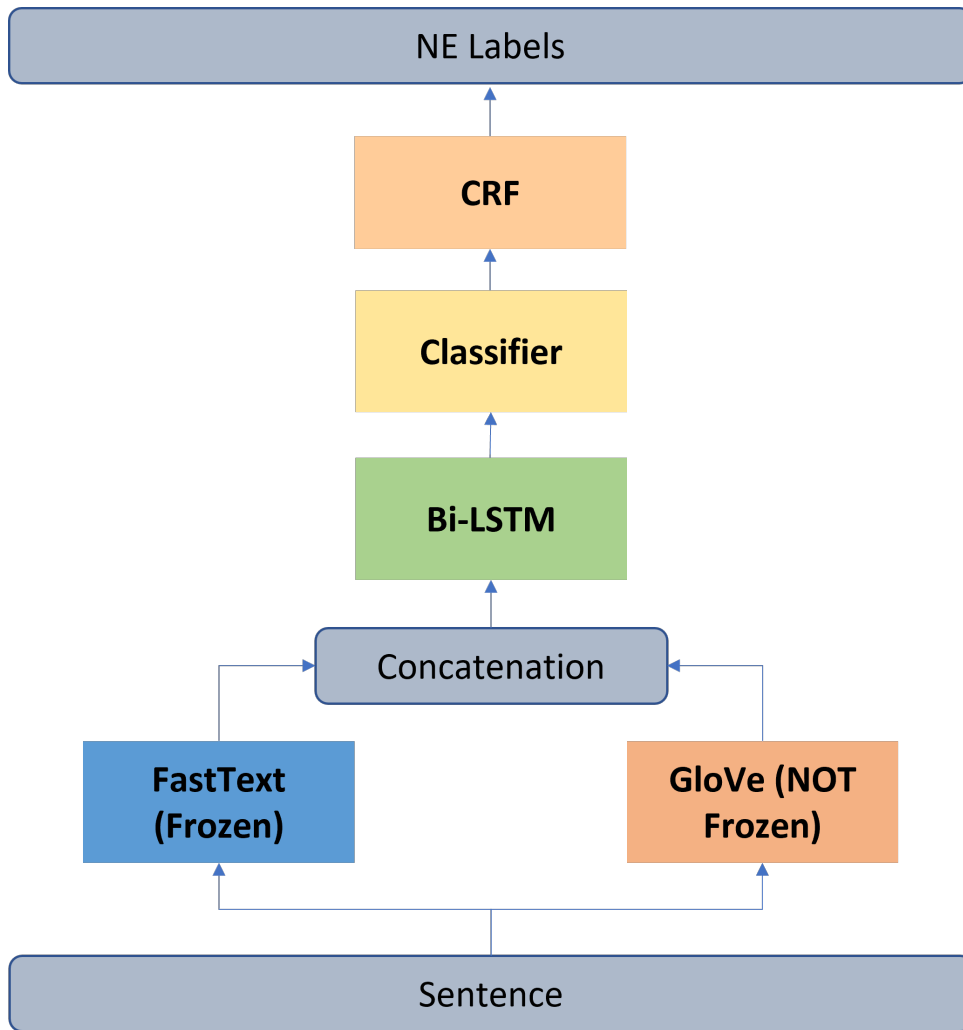 NE Labels
CRF
Classifier
Bi-LSTM
Concatenation
FastText
(Frozen)
GloVe (NOT
Frozen)
Sentence